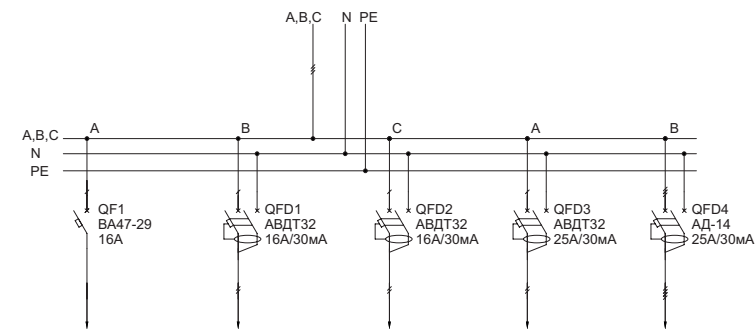 A,B,C N PE
A,B,C A B C A B
N
PE
QF1
ВА47-29
16А
QFD1
АВДТ32
16А/30мА
QFD2
АВДТ32
16А/30мА
QFD3
АВДТ32
25А/30мА
QFD4
АД-14
25А/30мА